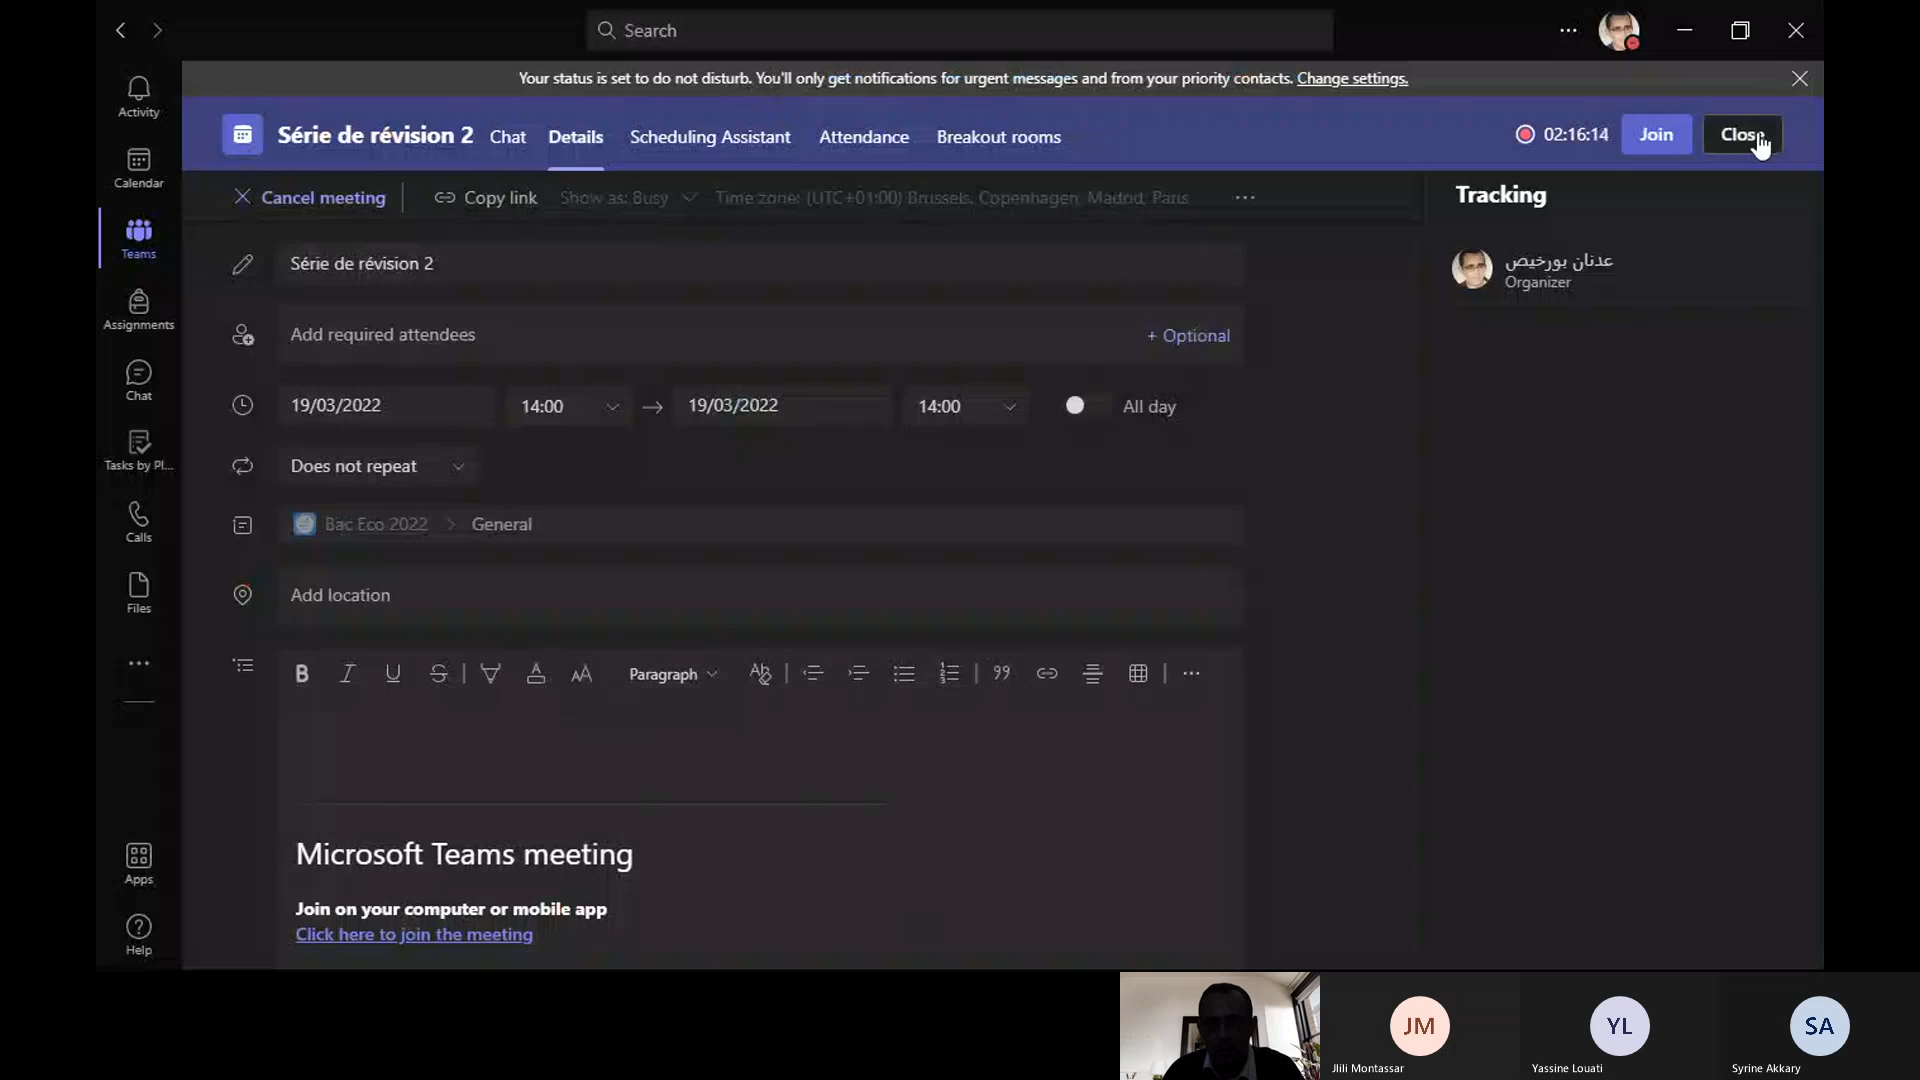 Search
Your status is set to do not disturb. You'll only get notifications for urgent messages and from your priority contacts. Change settings.
Activity
Calendar
Teams
Assignments
Chat
Tasks by Pl...
Calls
Files
Apps
Help
Série de révision 2 Chat Details Scheduling Assistant Attendance Breakout rooms 02:16:14 Join Close
Cancel meeting Copy link Show as: Busy Time zone: (UTC+01:00) Brussels, Copenhagen, Madrid, Paris
Série de révision 2
Add required attendees + Optional
19/03/2022 14:00 19/03/2022 14:00 All day
Does not repeat
Bac Eco 2022 > General
Add location
Paragraph
Microsoft Teams meeting
Join on your computer or mobile app
Click here to join the meeting
Tracking
عدنان بورخيص
Organizer
JM
Jlili Montassar
YL
Yassine Louati
SA
Syrine Akkary